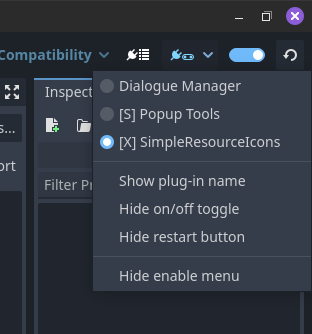 Compatibility
Dialogue Manager
Inspect
[S] Popup Tools
s...
[X] SimpleResourceIcons
ort
Show plug-in name
Filter Pr
Hide on/off toggle
Hide restart button
Hide enable menu